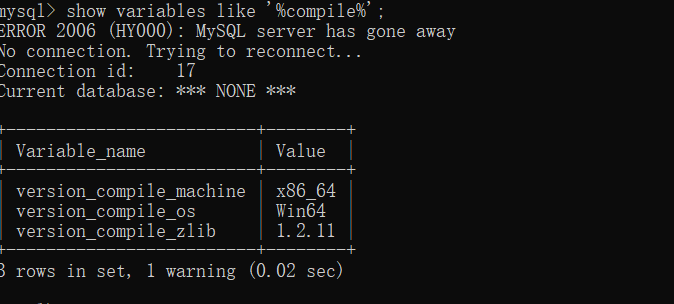 mysql> show variables like '%compile%';
ERROR 2006 (HY000): MySQL server has gone away
No connection. Trying to reconnect...
Connection id:    17
Current database: *** NONE ***
+-------------------------+--------+
| Variable_name           | Value  |
+-------------------------+--------+
| version_compile_machine | x86_64 |
| version_compile_os      | Win64  |
| version_compile_zlib    | 1.2.11 |
+-------------------------+--------+
3 rows in set, 1 warning (0.02 sec)